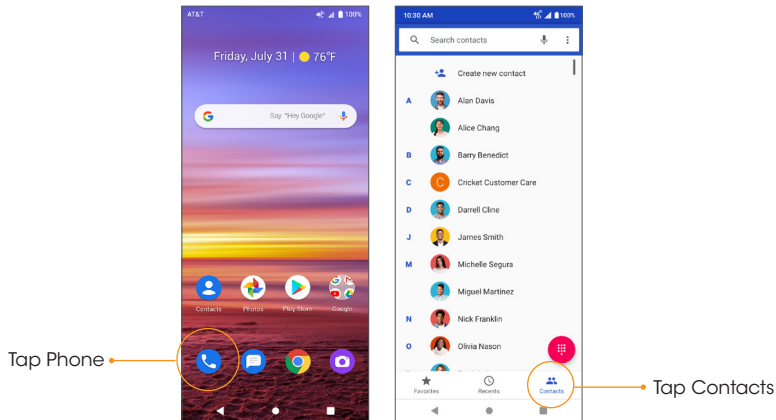 AT&T
100%
Friday, July 31 | 76°F
G
Say "Hey Google"
Contacts
Photos
Play Store
Google
Tap Phone
10:30 AM
100%
Search contacts
Create new contact
A
Alan Davis
Alice Chang
B
Barry Benedict
C
C
Cricket Customer Care
D
Darrell Cline
J
James Smith
M
Michelle Segura
Miguel Martinez
N
Nick Franklin
O
Olivia Nason
Favorites
Recents
Contacts
Tap Contacts